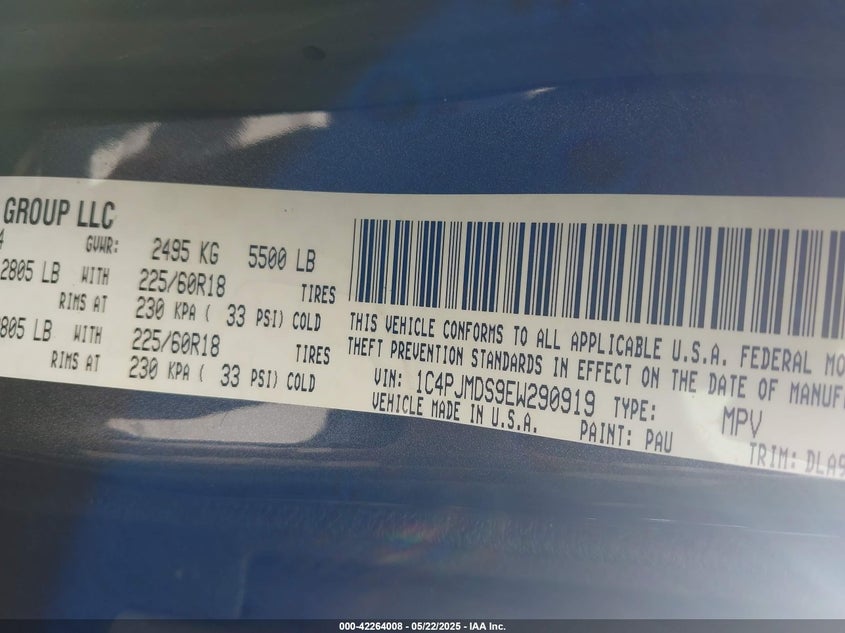 GROUP LLC
4 GVWR: 2495 KG 5500 LB
2805 LB WITH 225/60R18 TIRES
RIMS AT 230 KPA ( 33 PSI) COLD
805 LB WITH 225/60R18 TIRES
RIMS AT 230 KPA ( 33 PSI) COLD
THIS VEHICLE CONFORMS TO ALL APPLICABLE U.S.A. FEDERAL MO
THEFT PREVENTION STANDARDS IN EFFECT ON THE DATE OF MANUF
VIN: 1C4PJMDS9EW290919 TYPE: MPV
VEHICLE MADE IN U.S.A. PAINT: PAU TRIM: DLA9
000-42264008 - 05/22/2025 - IAA Inc.